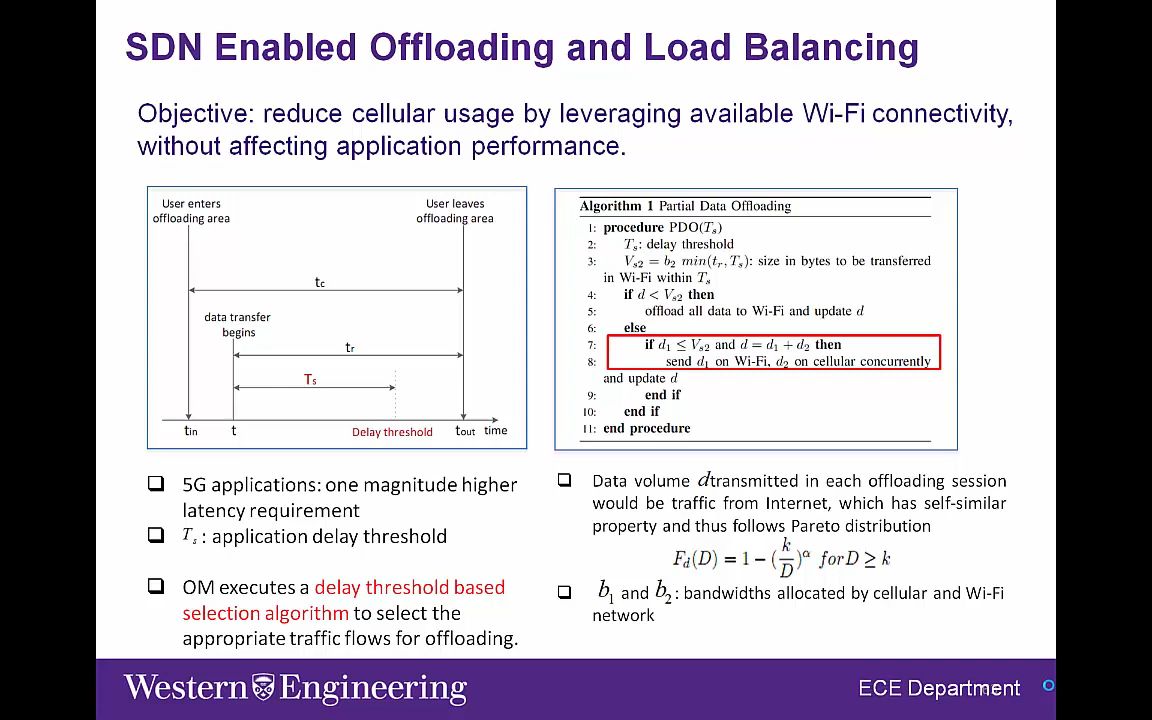 SDN Enabled Offloading and Load Balancing
Objective: reduce cellular usage by leveraging available Wi-Fi connectivity,
without affecting application performance.
User enters
offloading area
User leaves
offloading area
tc
data transfer
begins
tr
Ts
tin
t
Delay threshold
tout
time
Algorithm 1 Partial Data Offloading
1: procedure PDO(Ts)
2: Ts: delay threshold
3: Vs2 = b2 min(tr, Ts): size in bytes to be transferred
in Wi-Fi within Ts
4: if d < Vs2 then
5: offload all data to Wi-Fi and update d
6: else
7: if d1 ≤ Vs2 and d = d1 + d2 then
8: send d1 on Wi-Fi, d2 on cellular concurrently
and update d
9: end if
10: end if
11: end procedure
❑ 5G applications: one magnitude higher
latency requirement
❑ Ts : application delay threshold
❑ OM executes a delay threshold based
selection algorithm to select the
appropriate traffic flows for offloading.
❑ Data volume d transmitted in each offloading session
would be traffic from Internet, which has self-similar
property and thus follows Pareto distribution
Fd(D) = 1 − (k/D)^α for D ≥ k
❑ b1 and b2 : bandwidths allocated by cellular and Wi-Fi
network
Western Engineering
ECE Department